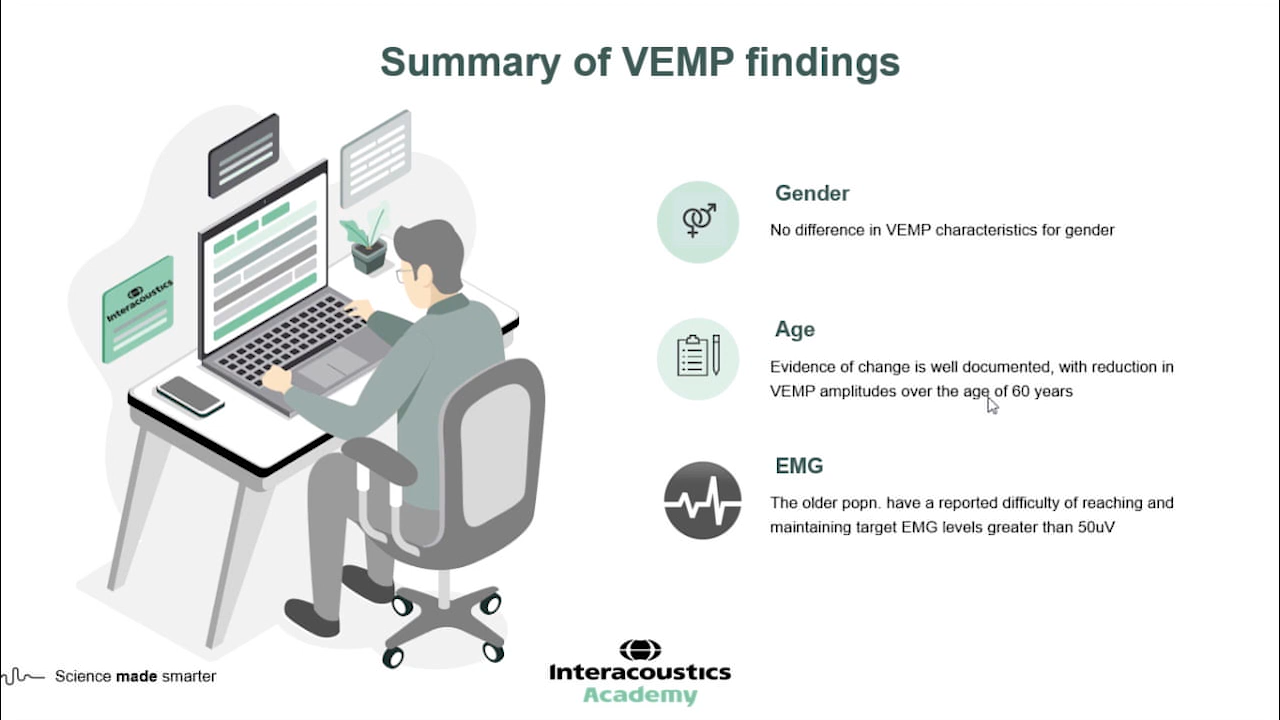 Summary of VEMP findings
Interacoustics
Gender
No difference in VEMP characteristics for gender
Age
Evidence of change is well documented, with reduction in
VEMP amplitudes over the age of 60 years
EMG
The older popn. have a reported difficulty of reaching and
maintaining target EMG levels greater than 50uV
Science made smarter
Interacoustics
Academy